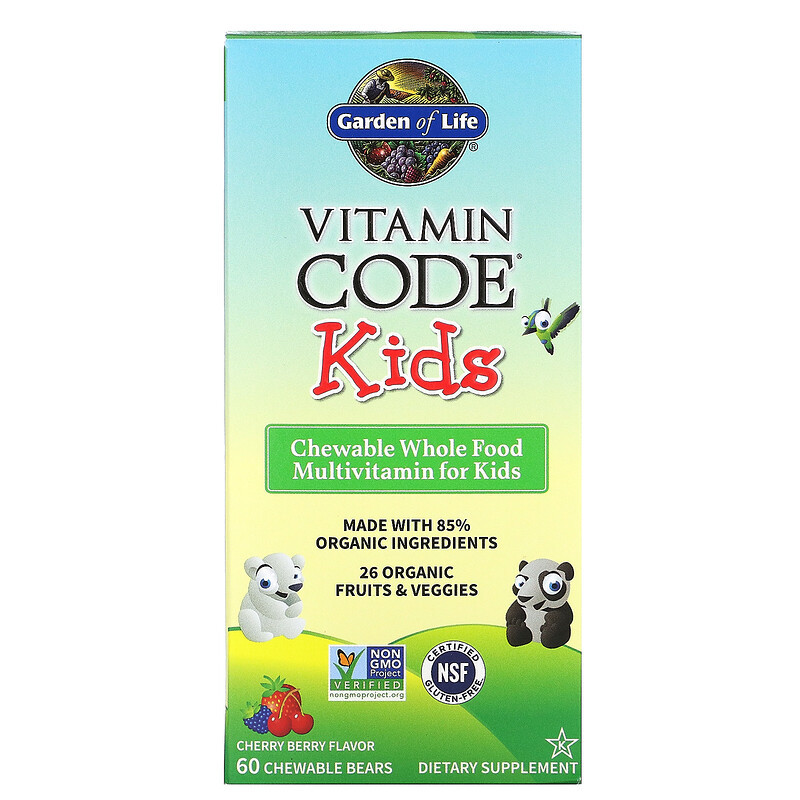 Garden of Life®
VITAMIN
CODE®
Kids
Chewable Whole Food
Multivitamin for Kids
MADE WITH 85%
ORGANIC INGREDIENTS
26 ORGANIC
FRUITS & VEGGIES
NON
GMO
Project
VERIFIED
nongmoproject.org
CERTIFIED
NSF
GLUTEN-FREE
CHERRY BERRY FLAVOR
60 CHEWABLE BEARS
K
DIETARY SUPPLEMENT